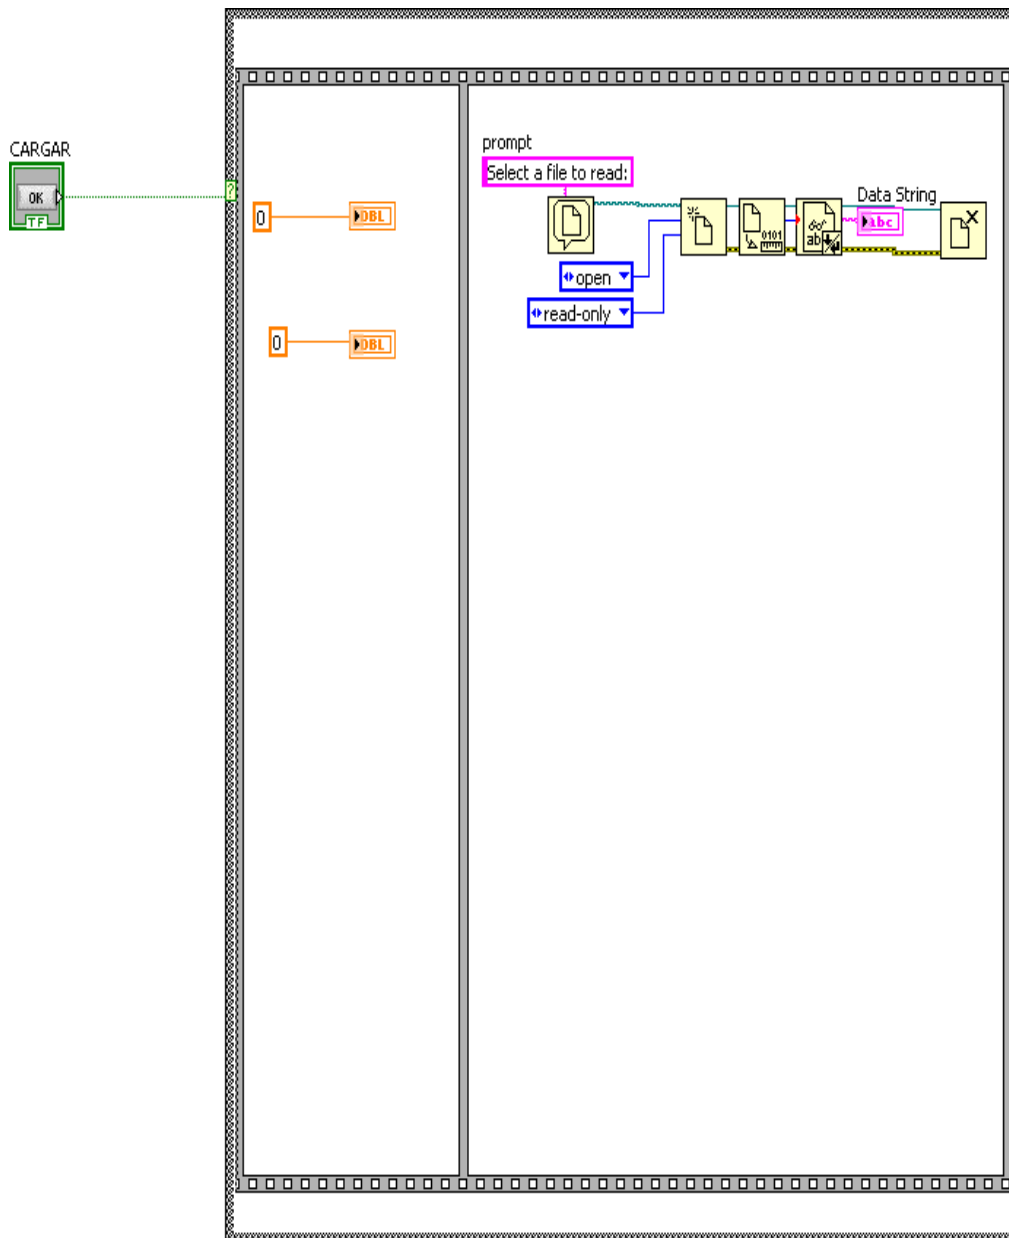 CARGAR
OK
TF
?
0
DBL
0
DBL
prompt
Select a file to read:
Data String
0101
ab
abc
open
read-only